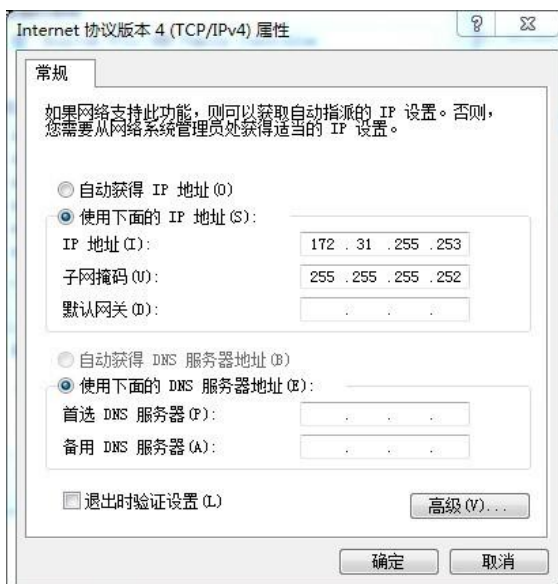 Internet 协议版本 4 (TCP/IPv4) 属性
常规
如果网络支持此功能，则可以获取自动指派的 IP 设置。否则，
您需要从网络系统管理员处获得适当的 IP 设置。
自动获得 IP 地址(O)
使用下面的 IP 地址(S):
IP 地址(I): 172 . 31 . 255 . 253
子网掩码(U): 255 . 255 . 255 . 252
默认网关(D): . . .
自动获得 DNS 服务器地址(B)
使用下面的 DNS 服务器地址(E):
首选 DNS 服务器(P): . . .
备用 DNS 服务器(A): . . .
退出时验证设置(L)
高级(V)...
确定 取消